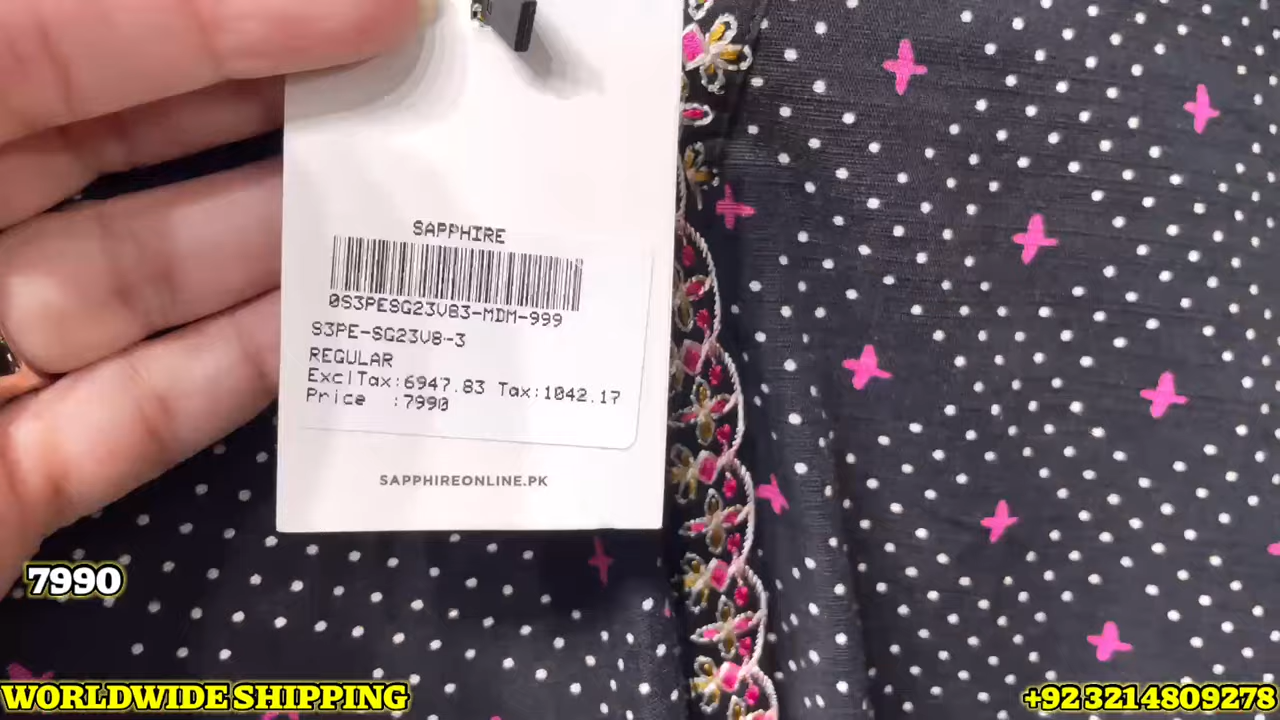 SAPPHIRE
0S3PESG23V83-MDM-999
S3PE-SG23V8-3
REGULAR
ExclTax:6947.83 Tax:1042.17
Price :7990
SAPPHIREONLINE.PK
7990
WORLDWIDE SHIPPING
+92 3214809278